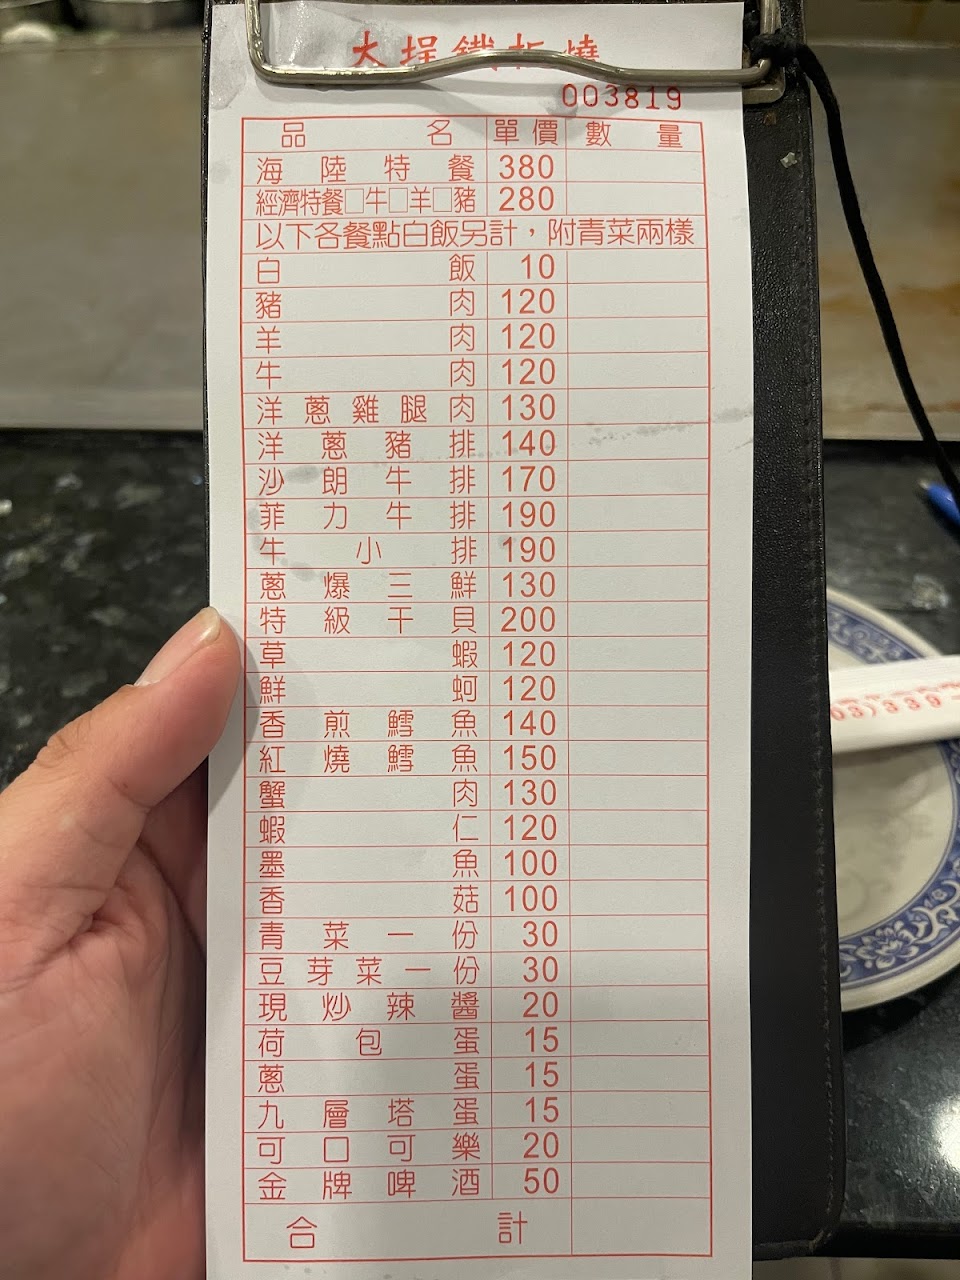 大埕鐵板燒
003819
品名 單價 數量
海陸特餐 380
經濟特餐□牛□羊□豬 280
以下各餐點白飯另計，附青菜兩樣
白飯 10
豬肉 120
羊肉 120
牛肉 120
洋蔥雞腿肉 130
洋蔥豬排 140
沙朗牛排 170
菲力牛排 190
牛小排 190
蔥爆三鮮 130
特級干貝 200
草蝦 120
鮮蚵 120
香煎鱈魚 140
紅燒鱈魚 150
蟹肉 130
蝦仁 120
墨魚 100
香菇 100
青菜一份 30
豆芽菜一份 30
現炒辣醬 20
荷包蛋 15
蔥蛋 15
九層塔蛋 15
可口可樂 20
金牌啤酒 50
合計
03)339